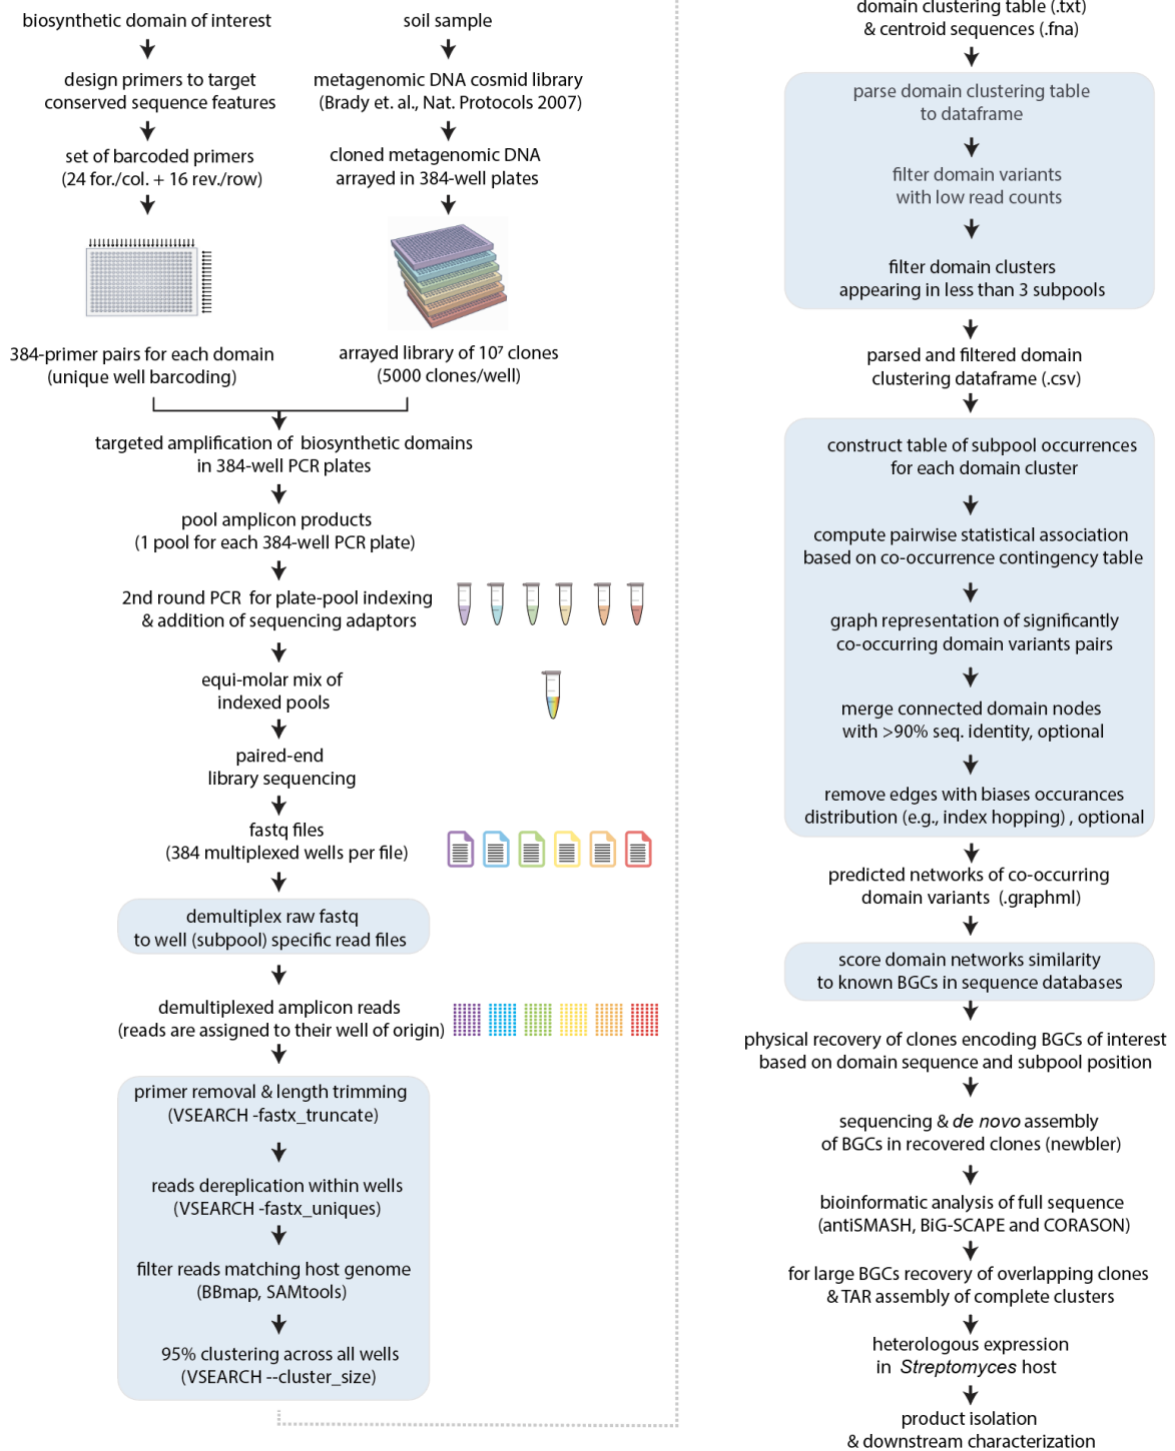 biosynthetic domain of interest
design primers to target
conserved sequence features
set of barcoded primers
(24 for./col. + 16 rev./row)
384-primer pairs for each domain
(unique well barcoding)
soil sample
metagenomic DNA cosmid library
(Brady et. al., Nat. Protocols 2007)
cloned metagenomic DNA
arrayed in 384-well plates
arrayed library of 10⁷ clones
(5000 clones/well)
targeted amplification of biosynthetic domains
in 384-well PCR plates
pool amplicon products
(1 pool for each 384-well PCR plate)
2nd round PCR for plate-pool indexing
& addition of sequencing adaptors
equi-molar mix of
indexed pools
paired-end
library sequencing
fastq files
(384 multiplexed wells per file)
demultiplex raw fastq
to well (subpool) specific read files
demultiplexed amplicon reads
(reads are assigned to their well of origin)
primer removal & length trimming
(VSEARCH -fastx_truncate)
reads dereplication within wells
(VSEARCH -fastx_uniques)
filter reads matching host genome
(BBmap, SAMtools)
95% clustering across all wells
(VSEARCH --cluster_size)
domain clustering table (.txt)
& centroid sequences (.fna)
parse domain clustering table
to dataframe
filter domain variants
with low read counts
filter domain clusters
appearing in less than 3 subpools
parsed and filtered domain
clustering dataframe (.csv)
construct table of subpool occurrences
for each domain cluster
compute pairwise statistical association
based on co-occurrence contingency table
graph representation of significantly
co-occurring domain variants pairs
merge connected domain nodes
with >90% seq. identity, optional
remove edges with biases occurances
distribution (e.g., index hopping) , optional
predicted networks of co-occurring
domain variants (.graphml)
score domain networks similarity
to known BGCs in sequence databases
physical recovery of clones encoding BGCs of interest
based on domain sequence and subpool position
sequencing & de novo assembly
of BGCs in recovered clones (newbler)
bioinformatic analysis of full sequence
(antiSMASH, BiG-SCAPE and CORASON)
for large BGCs recovery of overlapping clones
& TAR assembly of complete clusters
heterologous expression
in Streptomyces host
product isolation
& downstream characterization